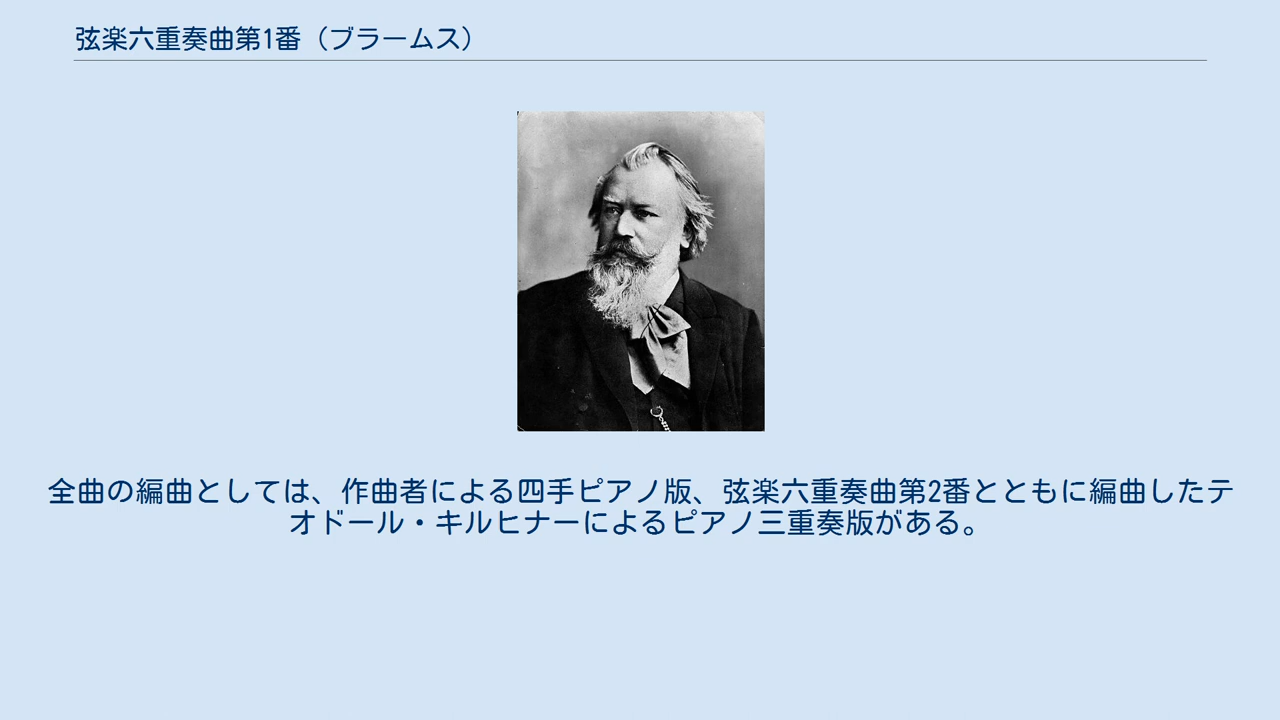 弦楽六重奏曲第1番（ブラームス）
全曲の編曲としては、作曲者による四手ピアノ版、弦楽六重奏曲第2番とともに編曲したテ
オドール・キルヒナーによるピアノ三重奏版がある。